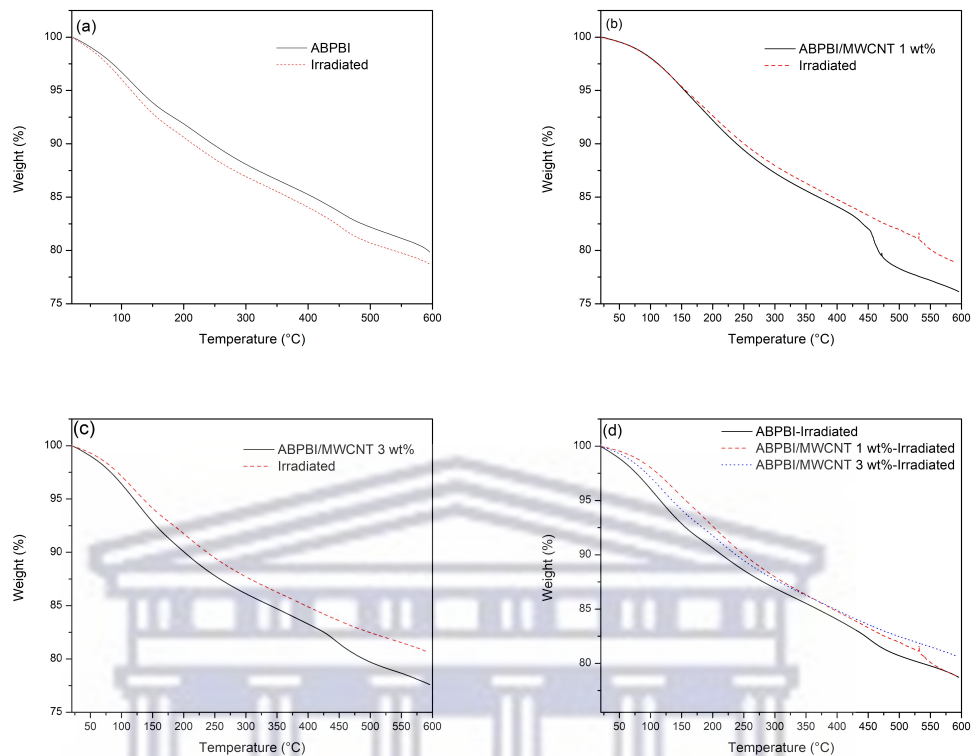 (a)
ABPBI
Irradiated
100
95
90
85
80
75
Weight (%)
100 150 200 250 300 350 400 450 500 550 600
Temperature (°C)
(b)
ABPBI/MWCNT 1 wt%
Irradiated
100
95
90
85
80
75
Weight (%)
50 100 150 200 250 300 350 400 450 500 550 600
Temperature (°C)
(c)
ABPBI/MWCNT 3 wt%
Irradiated
100
95
90
85
80
75
Weight (%)
50 100 150 200 250 300 350 400 450 500 550 600
Temperature (°C)
(d)
ABPBI-Irradiated
ABPBI/MWCNT 1 wt%-Irradiated
ABPBI/MWCNT 3 wt%-Irradiated
100
95
90
85
80
Weight (%)
50 100 150 200 250 300 350 400 450 500 550 600
Temperature (°C)